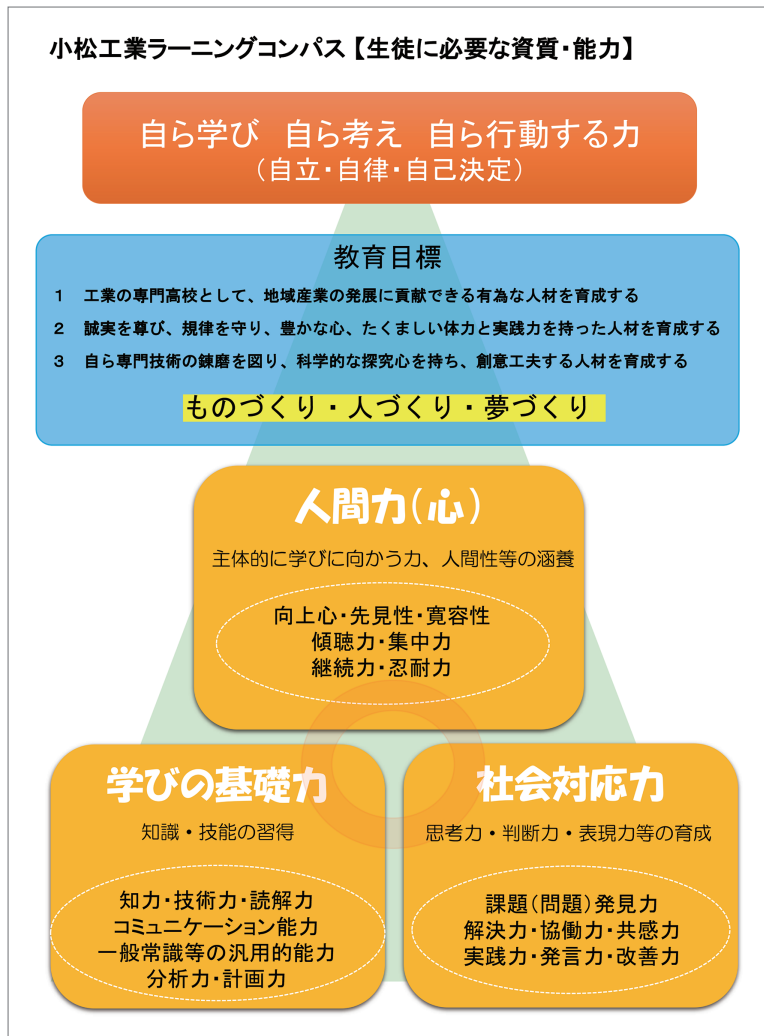 小松工業ラーニングコンパス【生徒に必要な資質・能力】
自ら学び　自ら考え　自ら行動する力
（自立・自律・自己決定）
教育目標
1　工業の専門高校として、地域産業の発展に貢献できる有為な人材を育成する
2　誠実を尊び、規律を守り、豊かな心、たくましい体力と実践力を持った人材を育成する
3　自ら専門技術の錬磨を図り、科学的な探究心を持ち、創意工夫する人材を育成する
ものづくり・人づくり・夢づくり
人間力（心）
主体的に学びに向かう力、人間性等の涵養
向上心・先見性・寛容性
傾聴力・集中力
継続力・忍耐力
学びの基礎力
知識・技能の習得
知力・技術力・読解力
コミュニケーション能力
一般常識等の汎用的能力
分析力・計画力
社会対応力
思考力・判断力・表現力等の育成
課題（問題）発見力
解決力・協働力・共感力
実践力・発言力・改善力